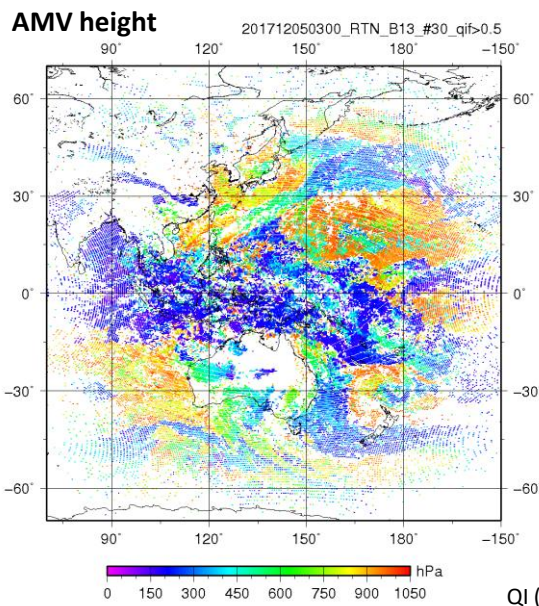 AMV height
201712050300_RTN_B13_#30_qif>0.5
90° 120° 150° 180° −150°
60° 60°
30° 30°
0° 0°
−30° −30°
−60° −60°
90° 120° 150° 180° −150°
hPa
0 150 300 450 600 750 900 1050
QI (